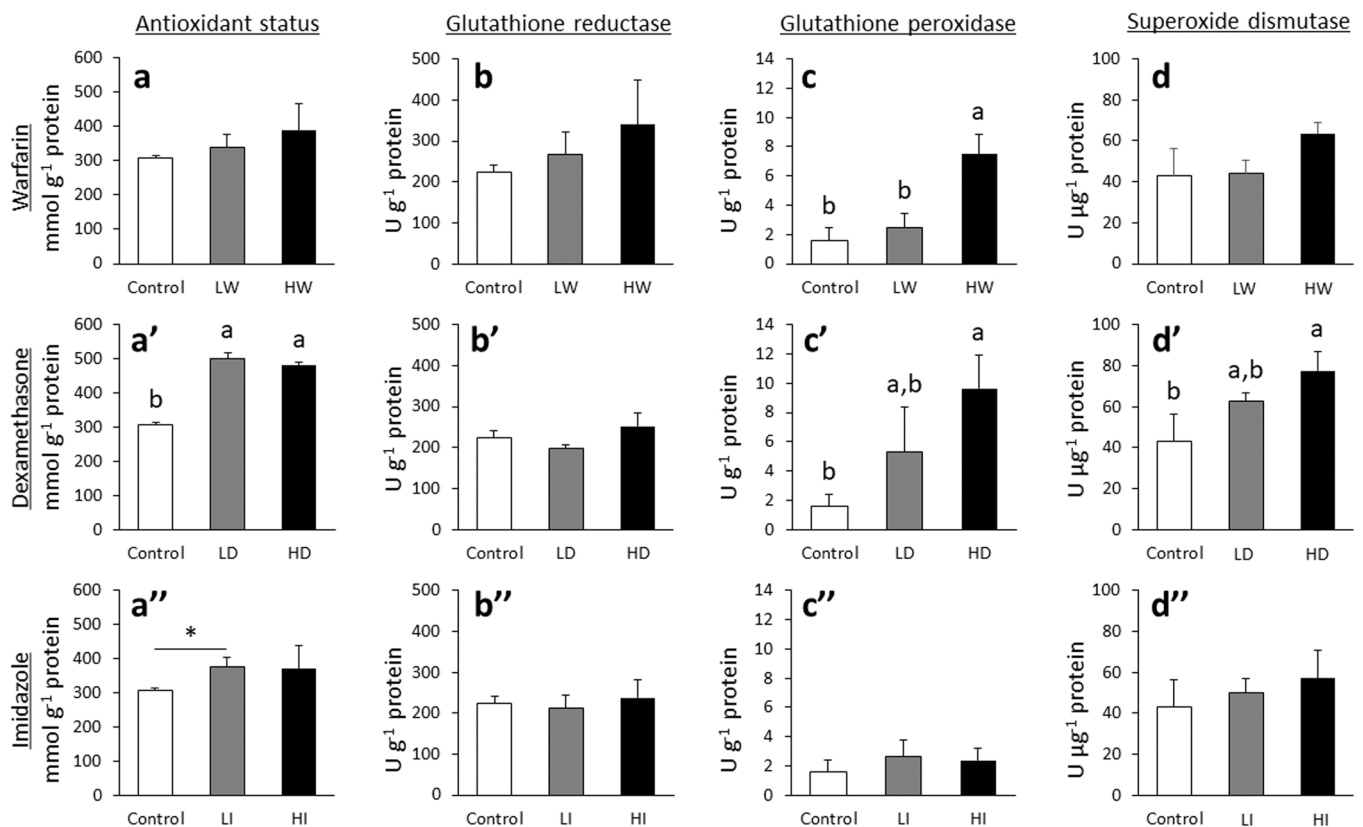 Antioxidant status
Glutathione reductase
Glutathione peroxidase
Superoxide dismutase
Warfarin
mmol g-1 protein
600
500
400
300
200
100
0
a
Control LW HW
U g-1 protein
500
400
300
200
100
0
b
Control LW HW
U g-1 protein
14
12
10
8
6
4
2
0
c
b
b
a
Control LW HW
U µg-1 protein
100
80
60
40
20
0
d
Control LW HW
Dexamethasone
mmol g-1 protein
600
500
400
300
200
100
0
a’
b
a
a
Control LD HD
U g-1 protein
500
400
300
200
100
0
b’
Control LD HD
U g-1 protein
14
12
10
8
6
4
2
0
c’
b
a,b
a
Control LD HD
U µg-1 protein
100
80
60
40
20
0
d’
b
a,b
a
Control LD HD
Imidazole
mmol g-1 protein
600
500
400
300
200
100
0
a’’
*
Control LI HI
U g-1 protein
500
400
300
200
100
0
b’’
Control LI HI
U g-1 protein
14
12
10
8
6
4
2
0
c’’
Control LI HI
U µg-1 protein
100
80
60
40
20
0
d’’
Control LI HI